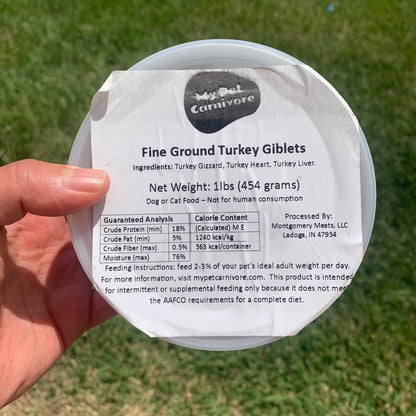 My Pet
Carnivore
Fine Ground Turkey Giblets
Ingredients: Turkey Gizzard, Turkey Heart, Turkey Liver.
Net Weight: 1lbs (454 grams)
Dog or Cat Food – Not for human consumption
Guaranteed Analysis Calorie Content
Crude Protein (min) 18% (Calculated) M E
Crude Fat (min) 5% 1240 kcal/kg
Crude Fiber (max) 0.5% 563 kcal/container
Moisture (max) 76%
Processed By:
Montgomery Meats, LLC
Ladoga, IN 47954
Feeding Instructions: feed 2-3% of your pet's ideal adult weight per day.
For more information, visit mypetcarnivore.com. This product is intended
for intermittent or supplemental feeding only because it does not meet
the AAFCO requirements for a complete diet.